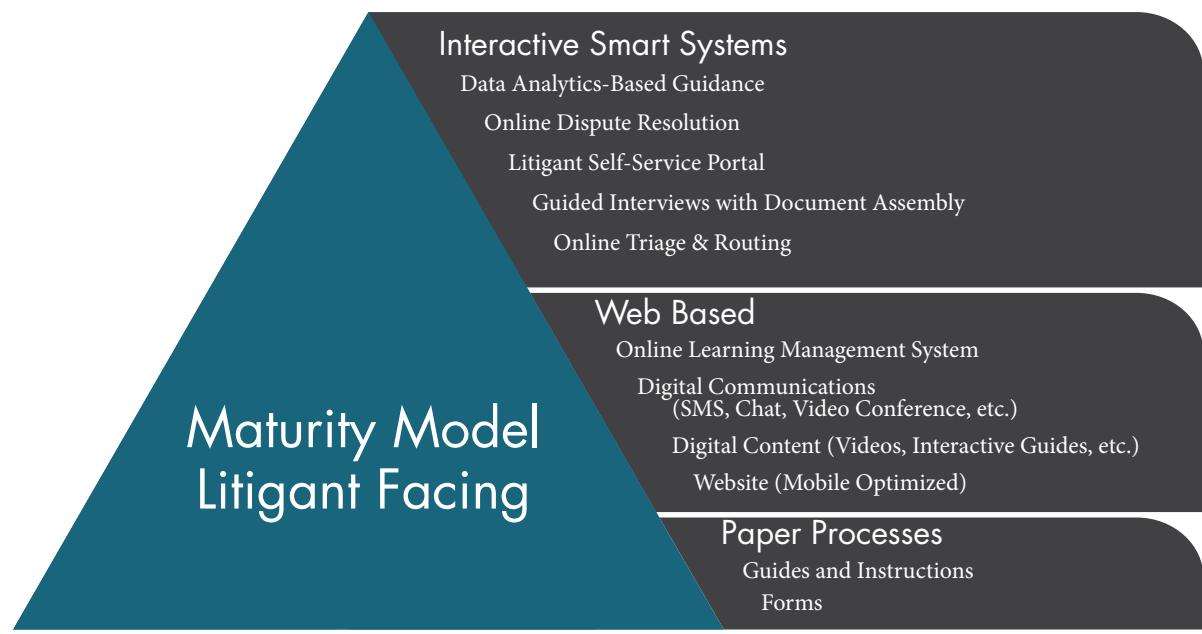 Interactive Smart Systems
Data Analytics-Based Guidance
Online Dispute Resolution
Litigant Self-Service Portal
Guided Interviews with Document Assembly
Online Triage & Routing
Web Based
Online Learning Management System
Digital Communications
(SMS, Chat, Video Conference, etc.)
Digital Content (Videos, Interactive Guides, etc.)
Website (Mobile Optimized)
Paper Processes
Guides and Instructions
Forms
Maturity Model
Litigant Facing